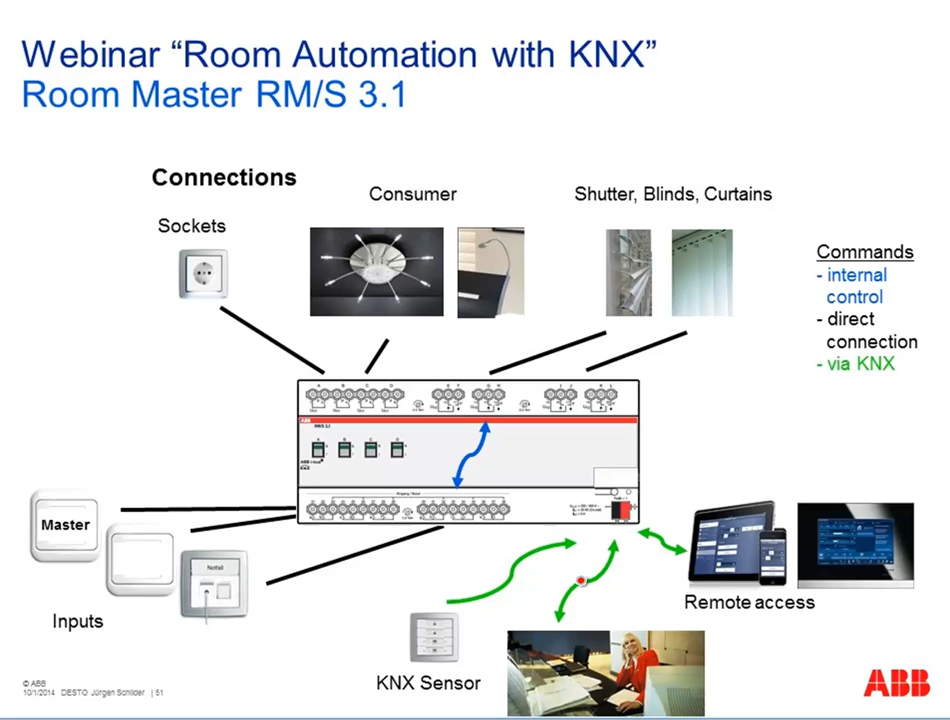 Webinar “Room Automation with KNX”
Room Master RM/S 3.1
Connections
Consumer
Shutter, Blinds, Curtains
Sockets
Commands
- internal
control
- direct
connection
- via KNX
A B C D E F G H I J K L
ABB
A B C D
Master
Notfall
Inputs
Remote access
KNX Sensor
© ABB
10/1/2014 DESTO Jürgen Schilder | 51
ABB